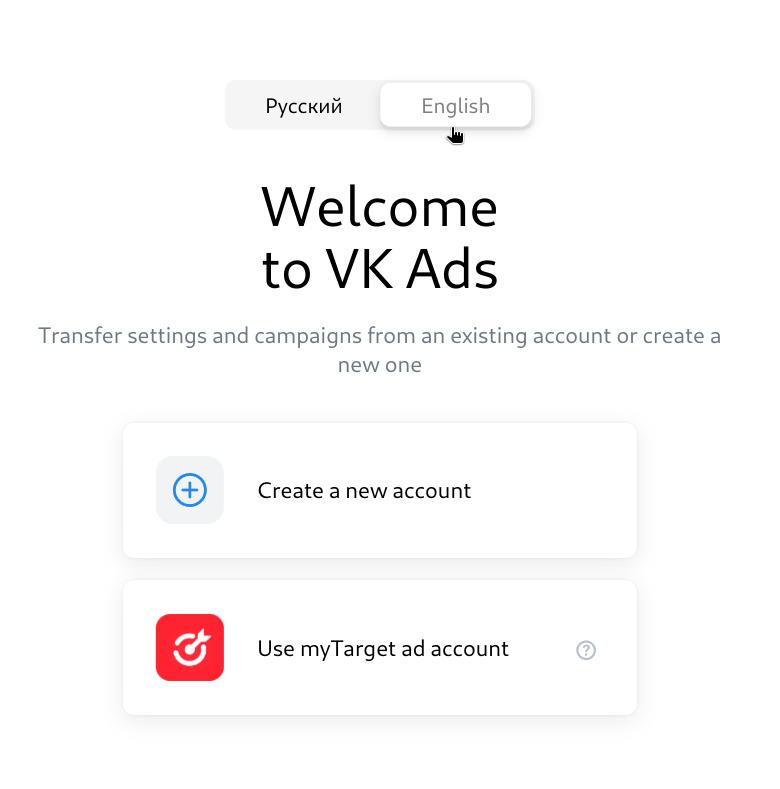 Русский
English
Welcome
to VK Ads
Transfer settings and campaigns from an existing account or create a
new one
Create a new account
Use myTarget ad account
?